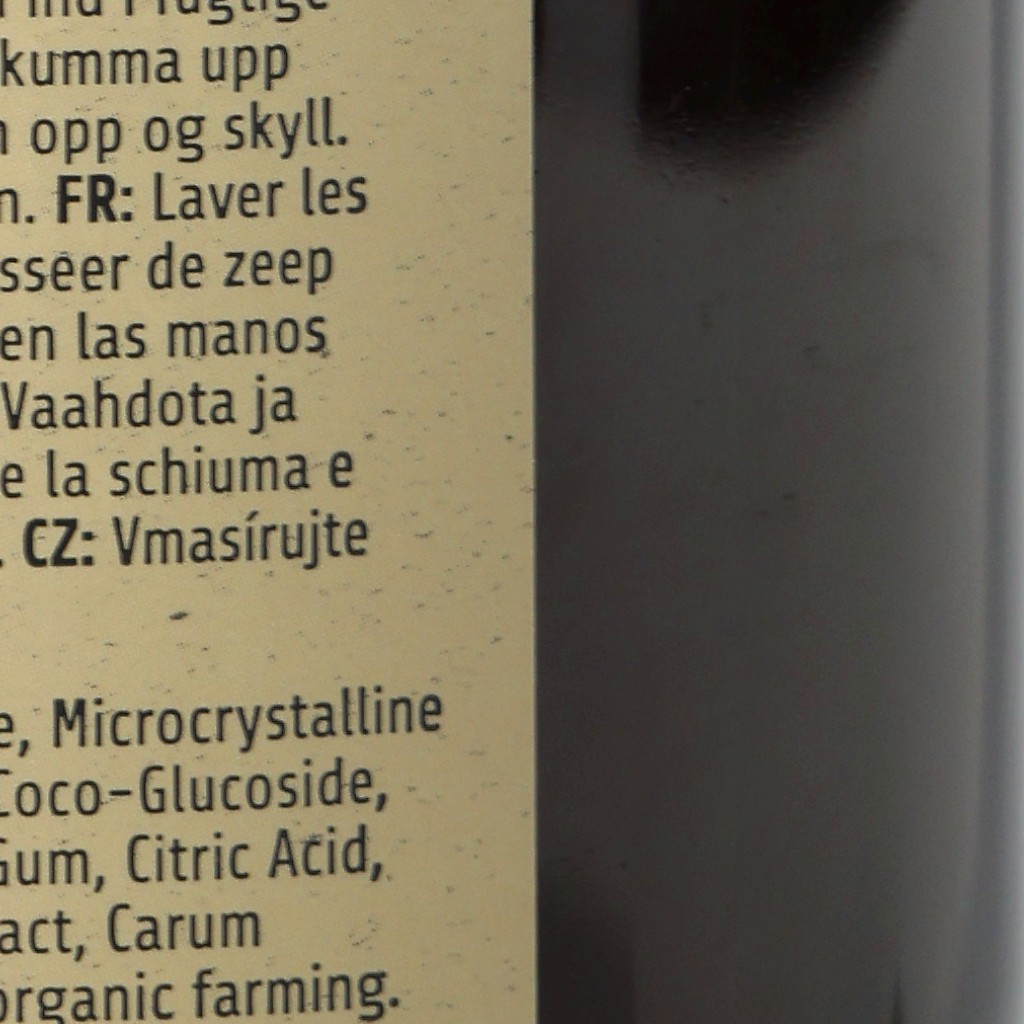 kumma upp
opp og skyll.
n. FR: Laver les
sseer de zeep
en las manos
Vaahdota ja
e la schiuma e
. CZ: Vmasírujte
e, Microcrystalline
Coco-Glucoside,
Gum, Citric Acid,
act, Carum
organic farming.